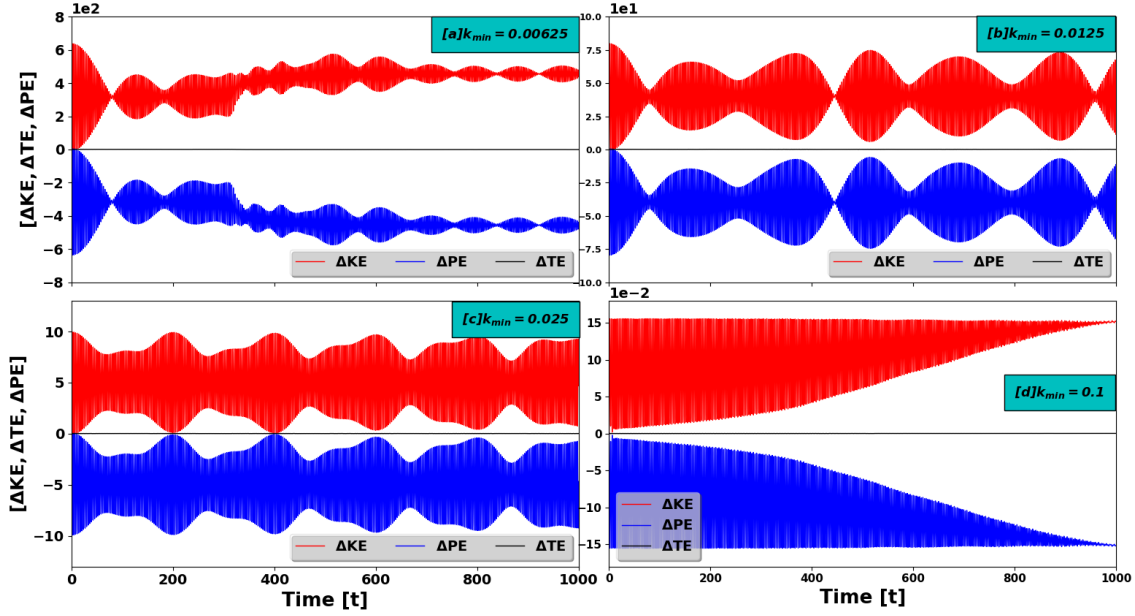 1e2
[a]k_min = 0.00625
8
6
4
2
0
−2
−4
−6
−8
[ΔKE, ΔTE, ΔPE]
ΔKE ΔPE ΔTE
1e1
[b]k_min = 0.0125
10.0
7.5
5.0
2.5
0.0
−2.5
−5.0
−7.5
−10.0
ΔKE ΔPE ΔTE
[c]k_min = 0.025
10
5
0
−5
−10
[ΔKE, ΔTE, ΔPE]
ΔKE ΔPE ΔTE
0 200 400 600 800 1000
Time [t]
1e−2
15
10
5
0
−5
−10
−15
[d]k_min = 0.1
ΔKE
ΔPE
ΔTE
0 200 400 600 800 1000
Time [t]